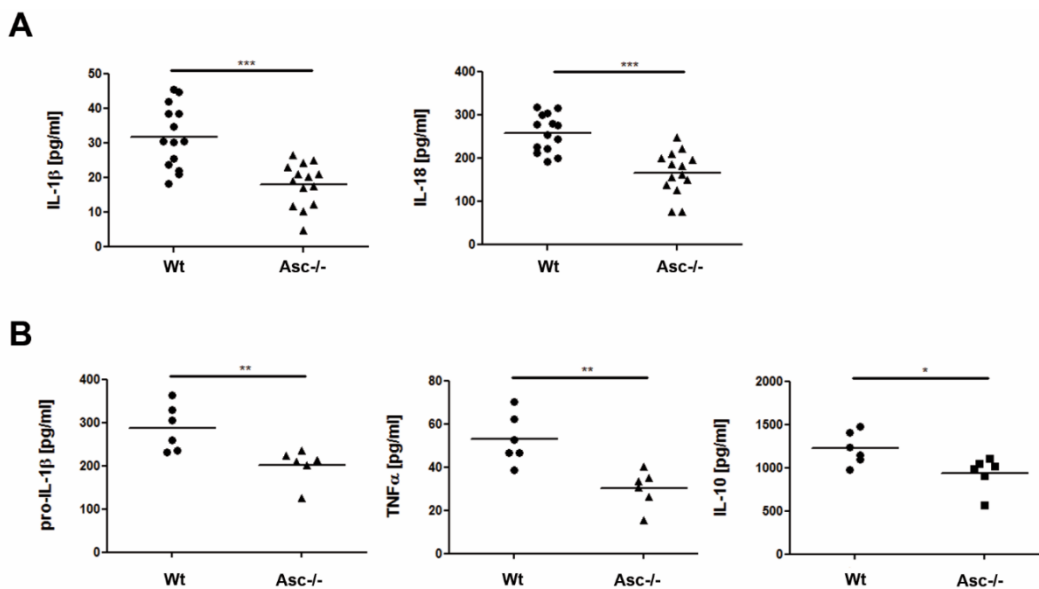 A
***
50
40
30
20
10
0
IL-1β [pg/ml]
Wt
Asc-/-
***
400
300
200
100
0
IL-18 [pg/ml]
Wt
Asc-/-
B
**
400
300
200
100
0
pro-IL-1β [pg/ml]
Wt
Asc-/-
**
80
60
40
20
0
TNFα [pg/ml]
Wt
Asc-/-
*
2000
1500
1000
500
0
IL-10 [pg/ml]
Wt
Asc-/-